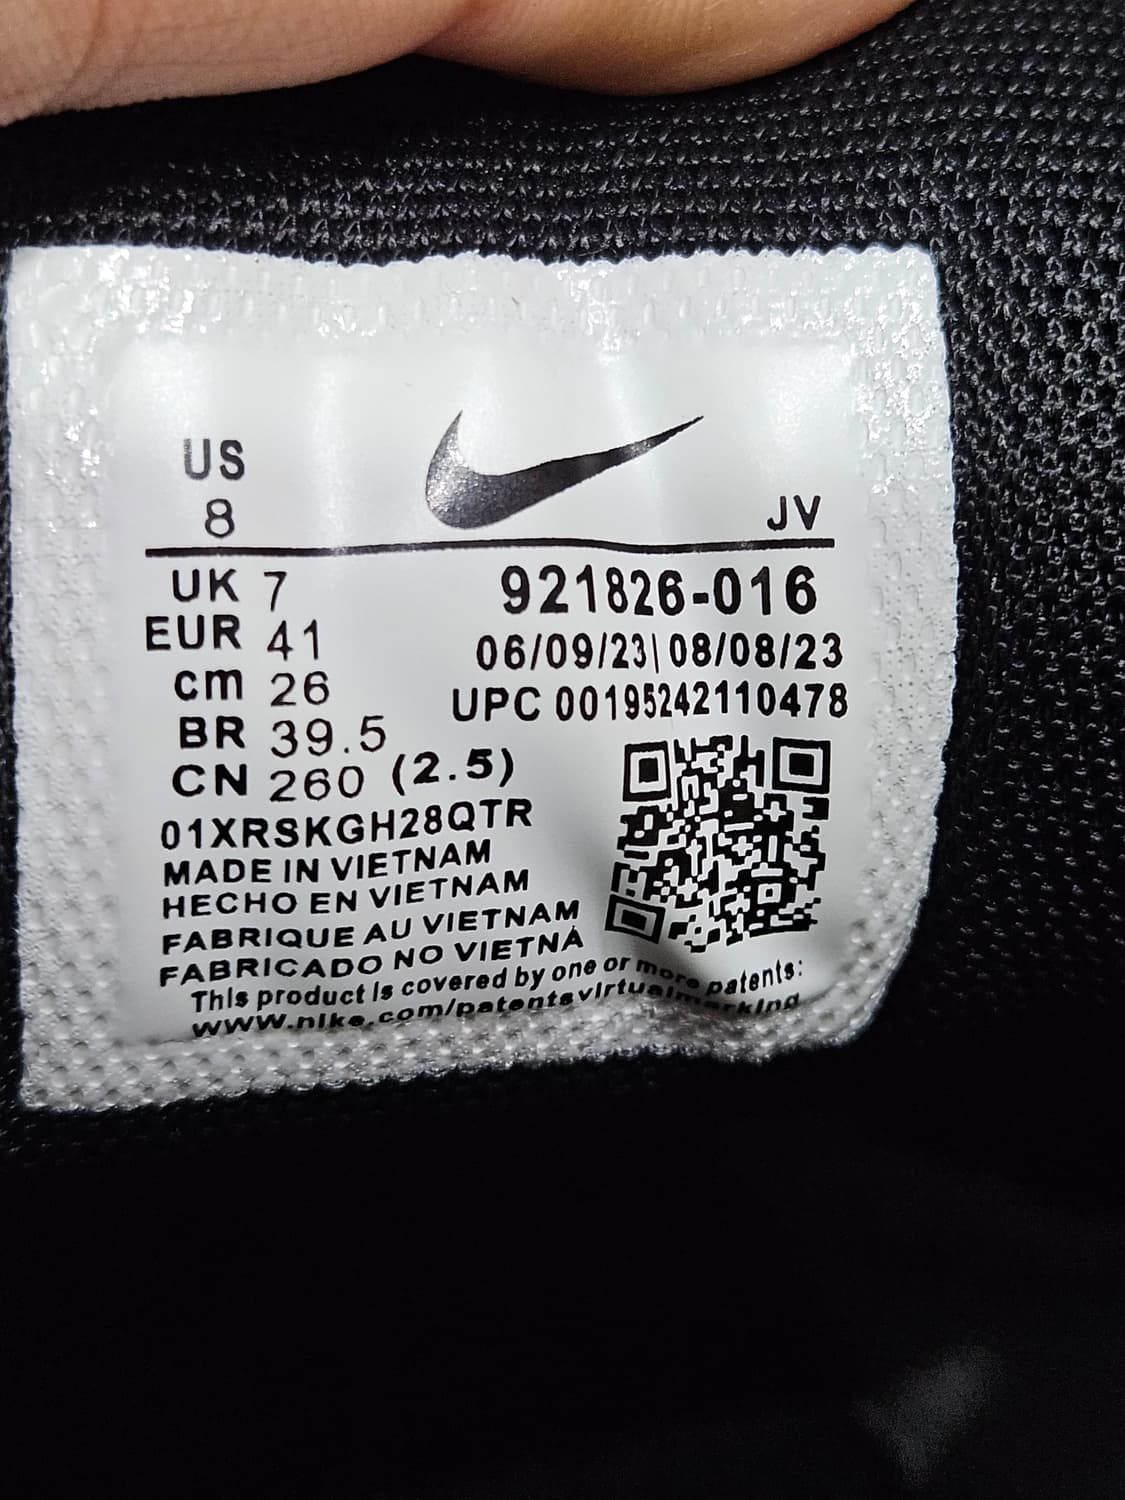 US
8
JV
UK 7
EUR 41
cm 26
BR 39.5
CN 260 (2.5)
921826-016
06/09/23|08/08/23
UPC 00195242110478
01XRSKGH28QTR
MADE IN VIETNAM
HECHO EN VIETNAM
FABRIQUE AU VIETNAM
FABRICADO NO VIETNÃ
This product is covered by one or more patents:
www.nike.com/patentsvirtualmarking